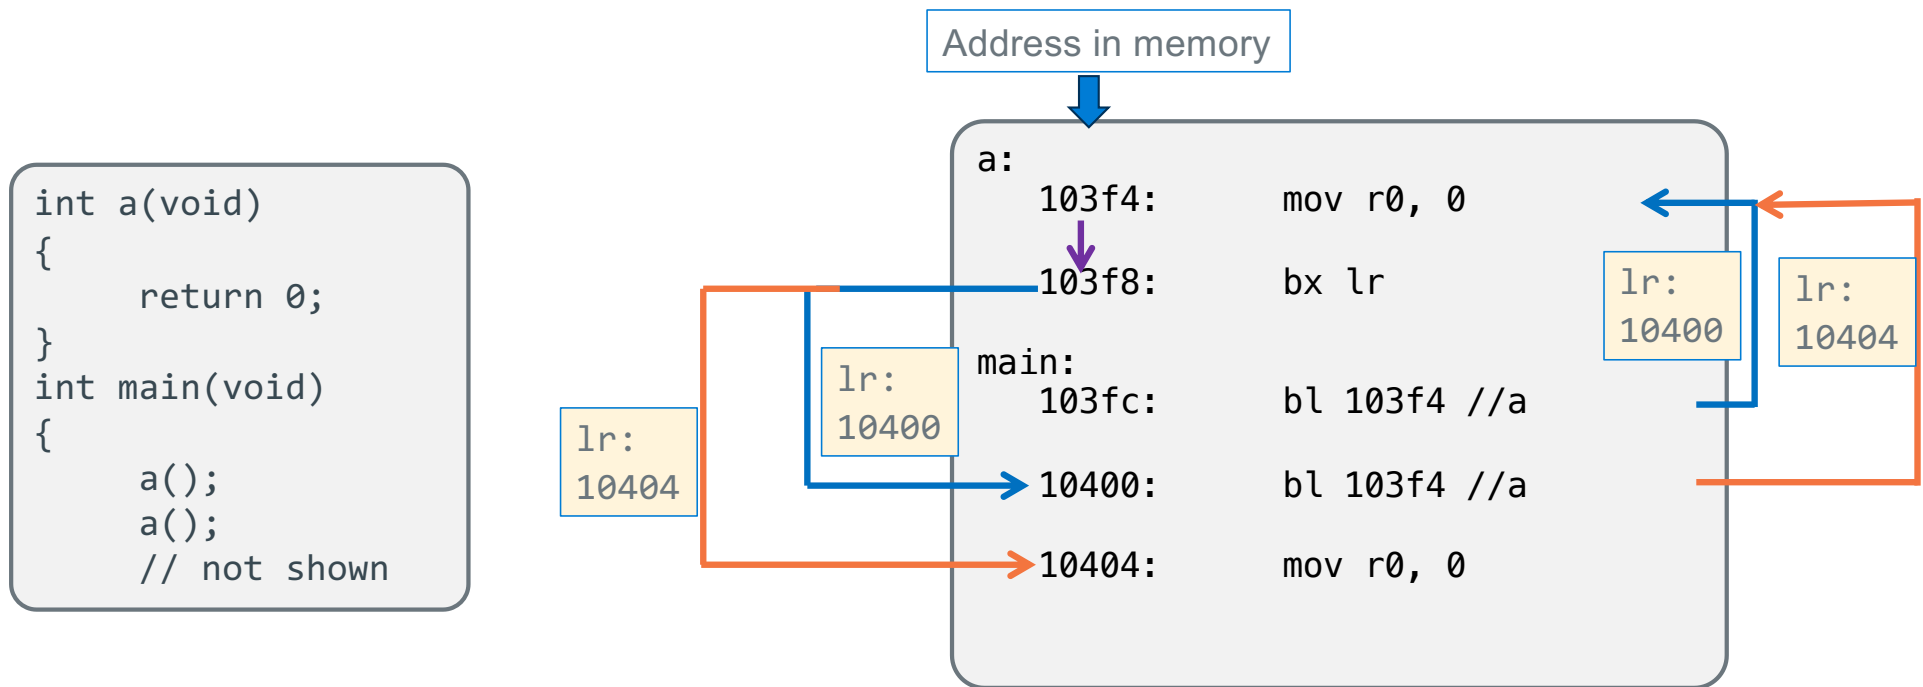 Address in memory
int a(void)
{
return 0;
}
int main(void)
{
a();
a();
// not shown
a:
103f4: mov r0, 0
103f8: bx lr
main:
103fc: bl 103f4 //a
10400: bl 103f4 //a
10404: mov r0, 0
lr:
10404
lr:
10400
lr:
10400
lr:
10404